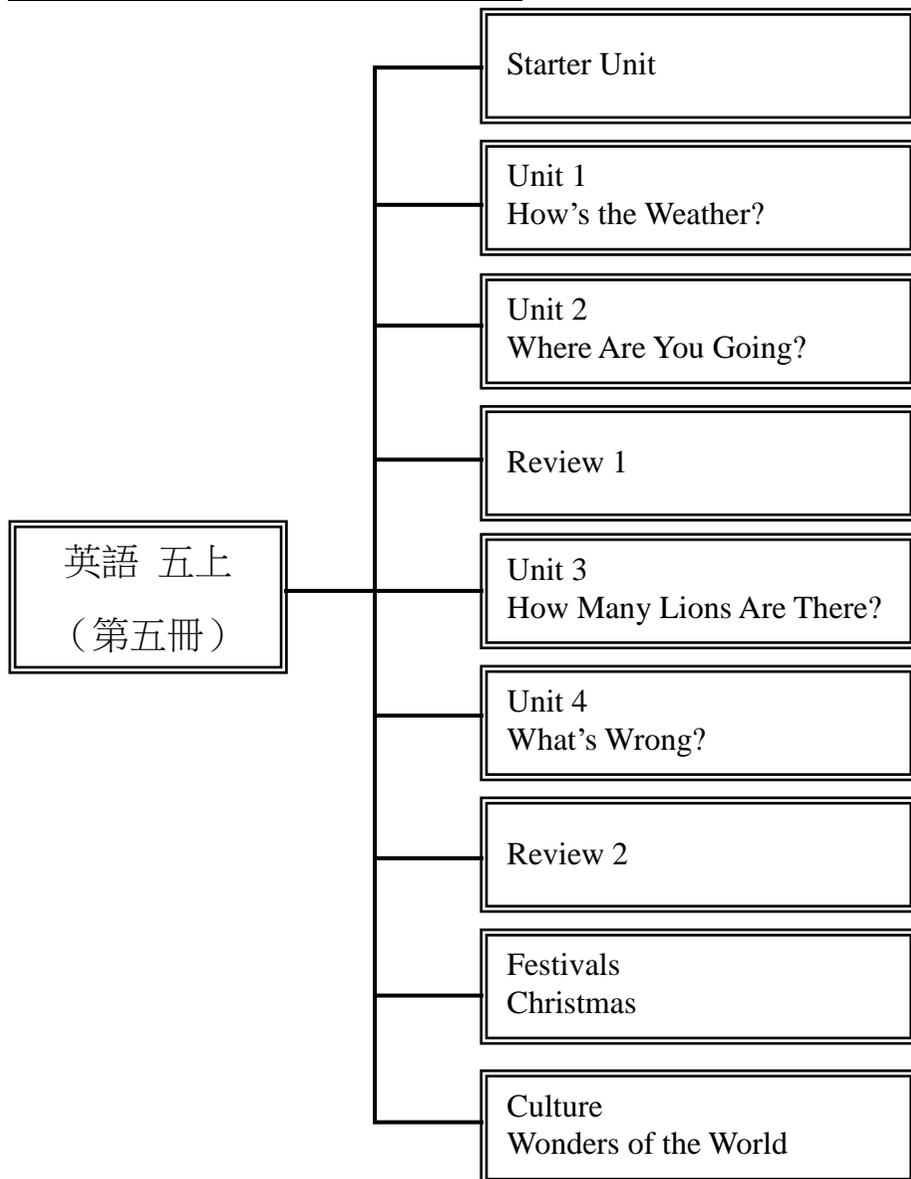 Starter Unit
Unit 1
How’s the Weather?
Unit 2
Where Are You Going?
Review 1
英語 五上
（第五冊）
Unit 3
How Many Lions Are There?
Unit 4
What’s Wrong?
Review 2
Festivals
Christmas
Culture
Wonders of the World